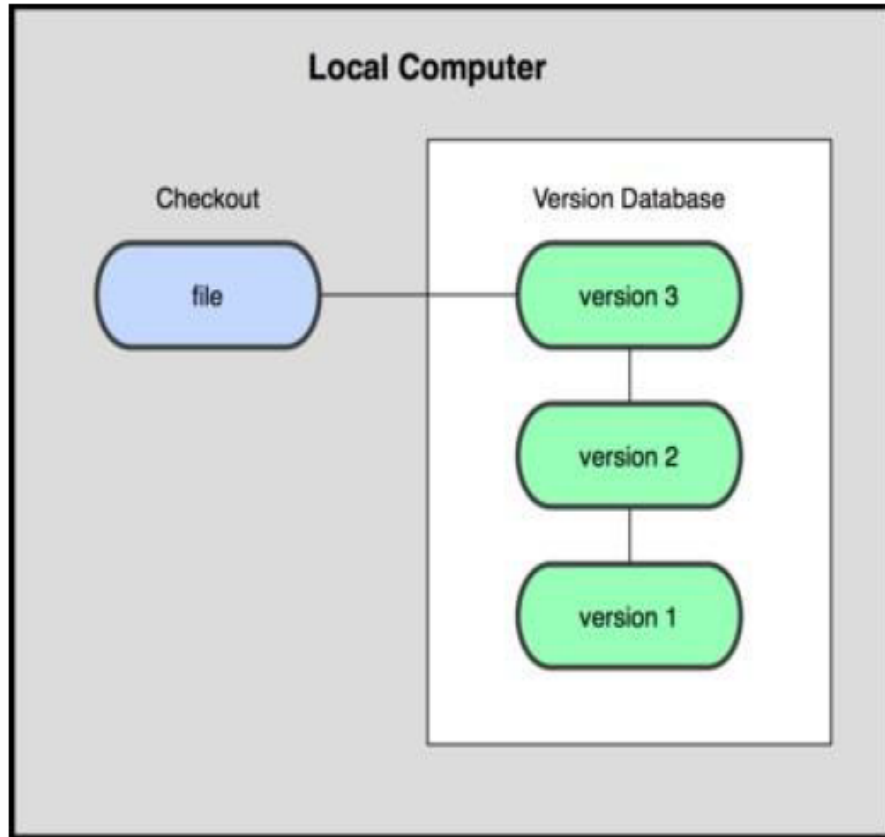 Local Computer
Checkout
Version Database
file
version 3
version 2
version 1